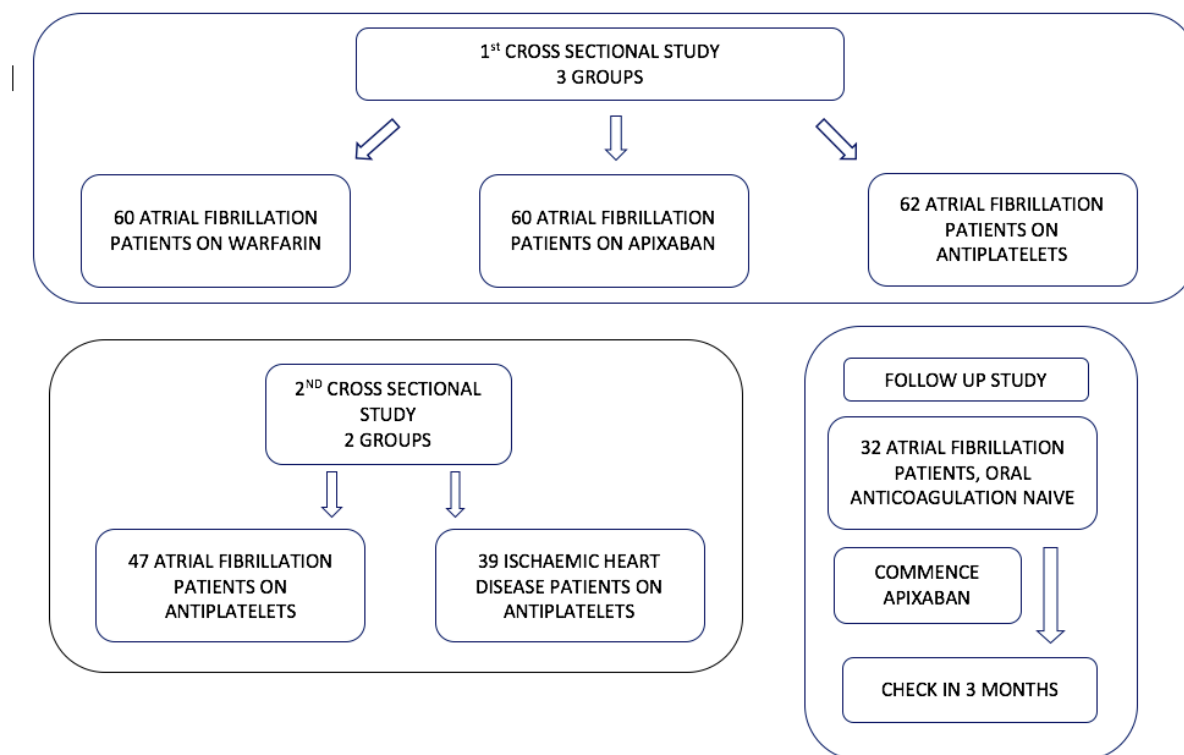 1st CROSS SECTIONAL STUDY
3 GROUPS
60 ATRIAL FIBRILLATION
PATIENTS ON WARFARIN
60 ATRIAL FIBRILLATION
PATIENTS ON APIXABAN
62 ATRIAL FIBRILLATION
PATIENTS ON
ANTIPLATELETS
2ND CROSS SECTIONAL
STUDY
2 GROUPS
47 ATRIAL FIBRILLATION
PATIENTS ON
ANTIPLATELETS
39 ISCHAEMIC HEART
DISEASE PATIENTS ON
ANTIPLATELETS
FOLLOW UP STUDY
32 ATRIAL FIBRILLATION
PATIENTS, ORAL
ANTICOAGULATION NAIVE
COMMENCE
APIXABAN
CHECK IN 3 MONTHS